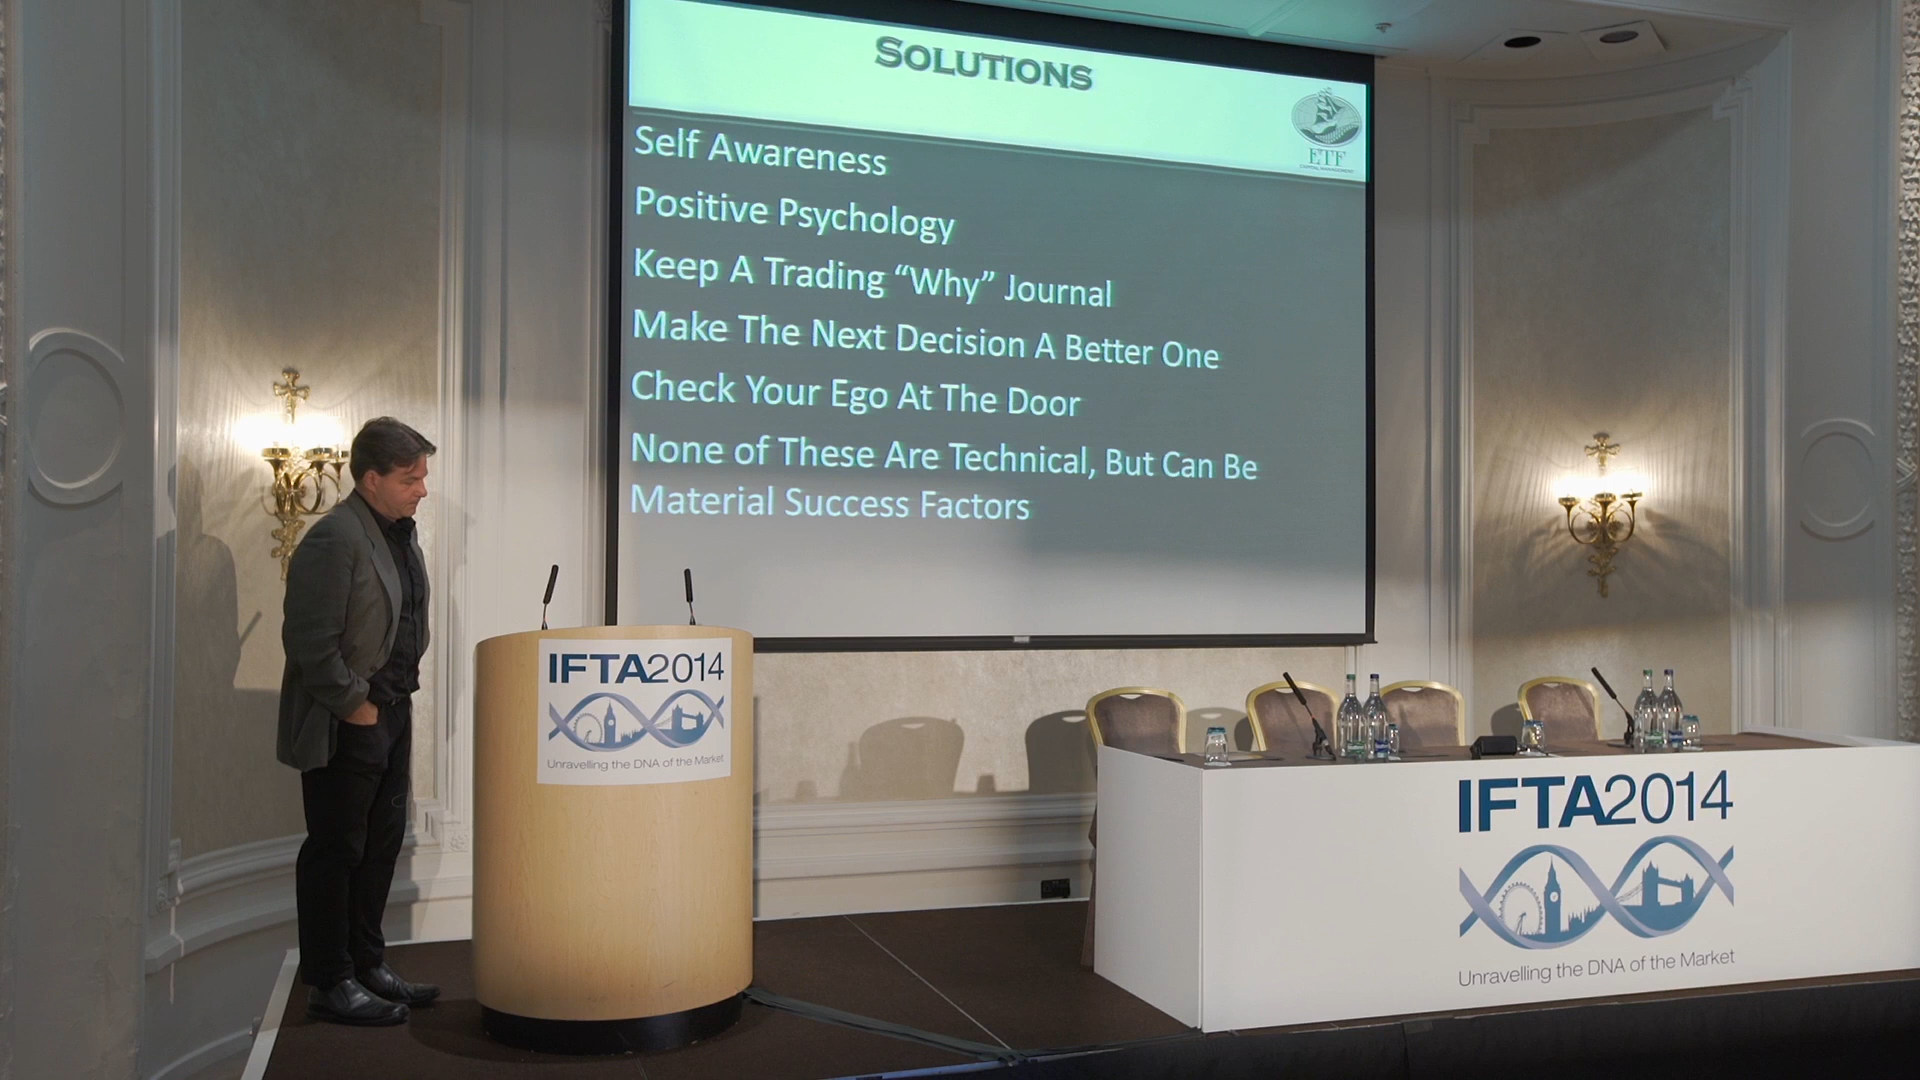 SOLUTIONS
ETF
CAPITAL MANAGEMENT
Self Awareness
Positive Psychology
Keep A Trading “Why” Journal
Make The Next Decision A Better One
Check Your Ego At The Door
None of These Are Technical, But Can Be
Material Success Factors
IFTA2014
Unravelling the DNA of the Market
IFTA2014
Unravelling the DNA of the Market